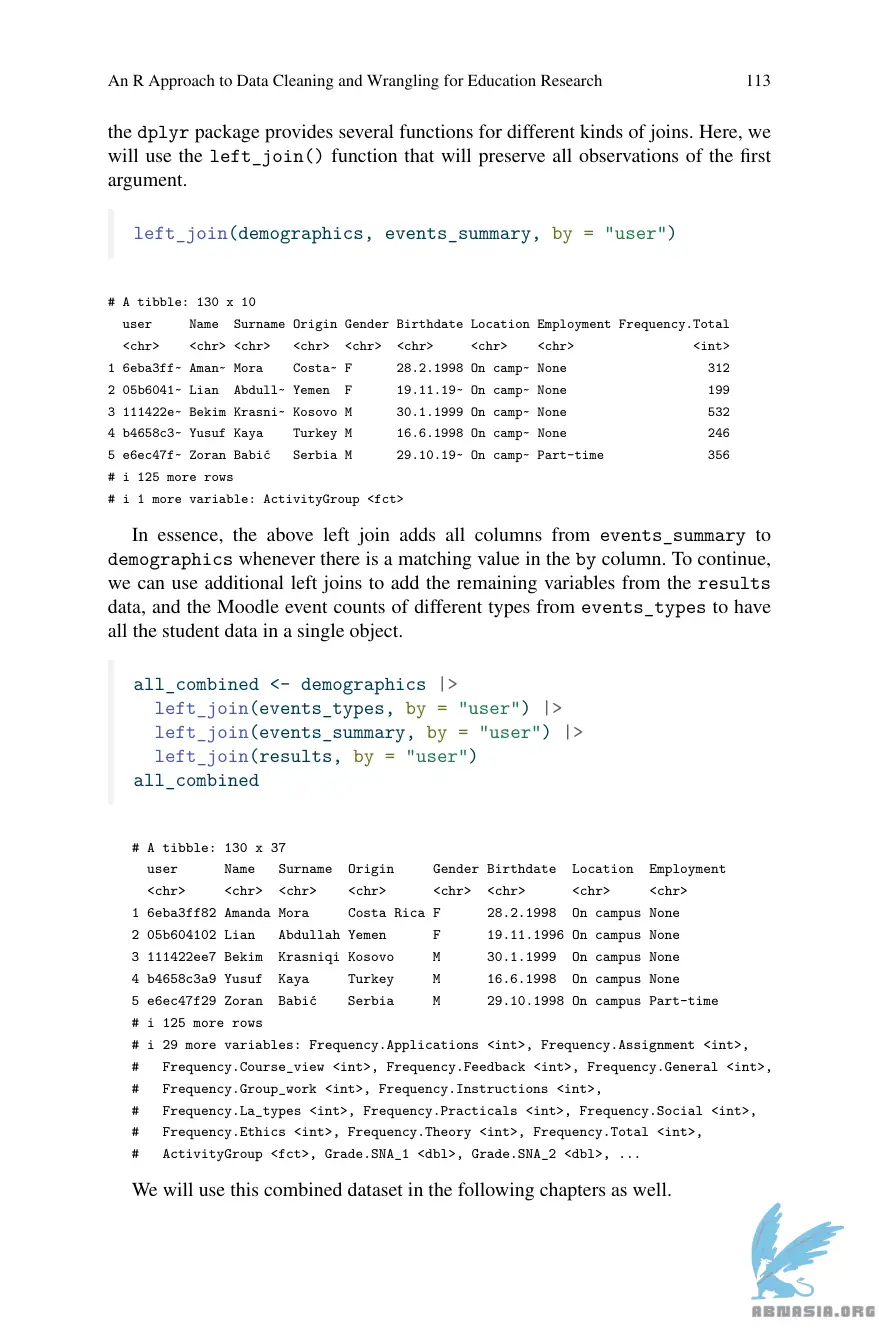 An R Approach to Data Cleaning and Wrangling for Education Research 113
the dplyr package provides several functions for different kinds of joins. Here, we
will use the left_join() function that will preserve all observations of the first
argument.
left_join(demographics, events_summary, by = "user")
# A tibble: 130 x 10
user Name Surname Origin Gender Birthdate Location Employment Frequency.Total
<chr> <chr> <chr> <chr> <chr> <chr> <chr> <chr> <int>
1 6eba3ff~ Aman~ Mora Costa~ F 28.2.1998 On camp~ None 312
2 05b6041~ Lian Abdull~ Yemen F 19.11.19~ On camp~ None 199
3 111422e~ Bekim Krasni~ Kosovo M 30.1.1999 On camp~ None 532
4 b4658c3~ Yusuf Kaya Turkey M 16.6.1998 On camp~ None 246
5 e6ec47f~ Zoran Babić Serbia M 29.10.19~ On camp~ Part-time 356
# i 125 more rows
# i 1 more variable: ActivityGroup <fct>
In essence, the above left join adds all columns from events_summary to
demographics whenever there is a matching value in the by column. To continue,
we can use additional left joins to add the remaining variables from the results
data, and the Moodle event counts of different types from events_types to have
all the student data in a single object.
all_combined <- demographics |>
left_join(events_types, by = "user") |>
left_join(events_summary, by = "user") |>
left_join(results, by = "user")
all_combined
# A tibble: 130 x 37
user Name Surname Origin Gender Birthdate Location Employment
<chr> <chr> <chr> <chr> <chr> <chr> <chr> <chr>
1 6eba3ff82 Amanda Mora Costa Rica F 28.2.1998 On campus None
2 05b604102 Lian Abdullah Yemen F 19.11.1996 On campus None
3 111422ee7 Bekim Krasniqi Kosovo M 30.1.1999 On campus None
4 b4658c3a9 Yusuf Kaya Turkey M 16.6.1998 On campus None
5 e6ec47f29 Zoran Babić Serbia M 29.10.1998 On campus Part-time
# i 125 more rows
# i 29 more variables: Frequency.Applications <int>, Frequency.Assignment <int>,
# Frequency.Course_view <int>, Frequency.Feedback <int>, Frequency.General <int>,
# Frequency.Group_work <int>, Frequency.Instructions <int>,
# Frequency.La_types <int>, Frequency.Practicals <int>, Frequency.Social <int>,
# Frequency.Ethics <int>, Frequency.Theory <int>, Frequency.Total <int>,
# ActivityGroup <fct>, Grade.SNA_1 <dbl>, Grade.SNA_2 <dbl>, ...
We will use this combined dataset in the following chapters as well.
ABNASIA.ORG